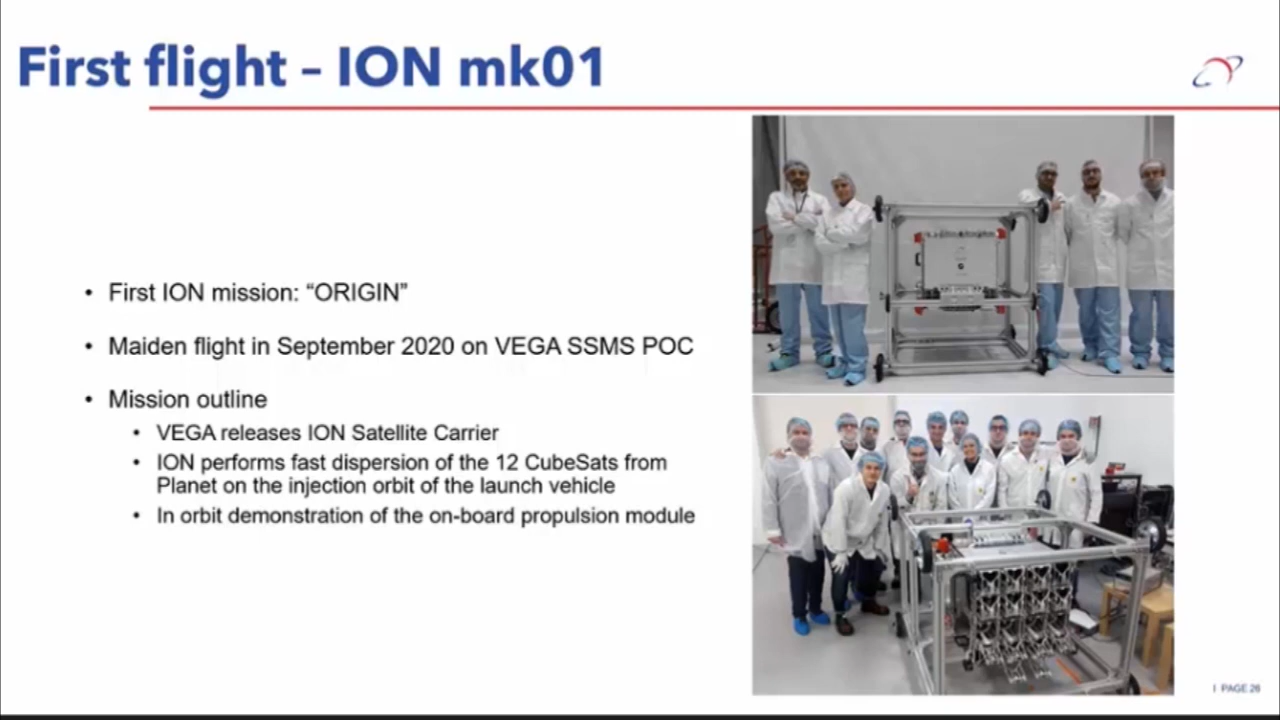 First flight – ION mk01
• First ION mission: “ORIGIN”
• Maiden flight in September 2020 on VEGA SSMS POC
• Mission outline
• VEGA releases ION Satellite Carrier
• ION performs fast dispersion of the 12 CubeSats from
Planet on the injection orbit of the launch vehicle
• In orbit demonstration of the on-board propulsion module
| PAGE 26